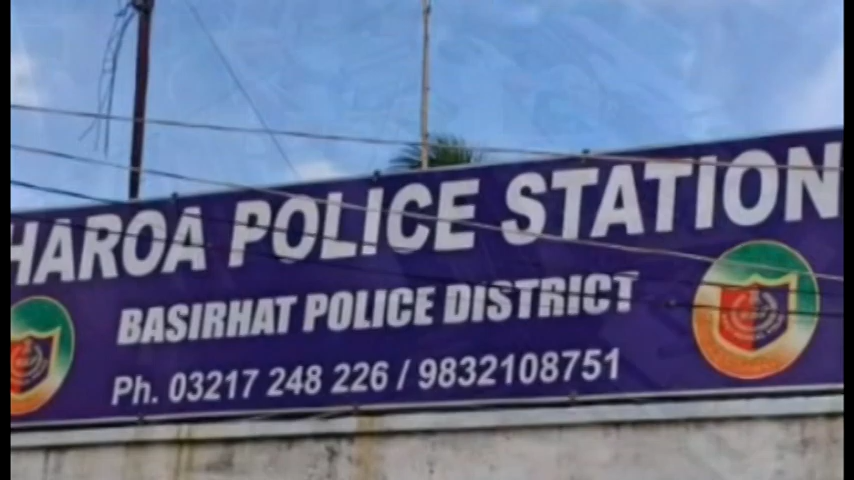 HAROA POLICE STATION
BASIRHAT POLICE DISTRICT
Ph. 03217 248 226 / 9832108751